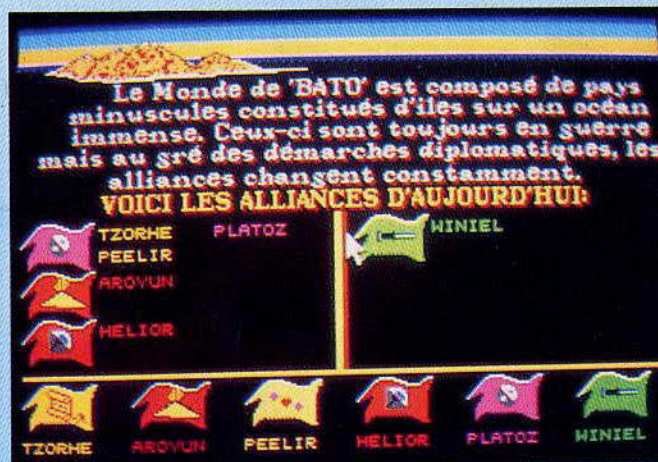 Le Monde de 'BATO' est composé de pays
minuscules constitués d'iles sur un océan
immense. Ceux-ci sont toujours en guerre
mais au gré des démarches diplomatiques, les
alliances changent constamment.
VOICI LES ALLIANCES D'AUJOURD'HUI:
TZORHE PLATOZ WINIEL
PEELIR
AROVUN
HELIOR
TZORHE AROVUN PEELIR HELIOR PLATOZ WINIEL